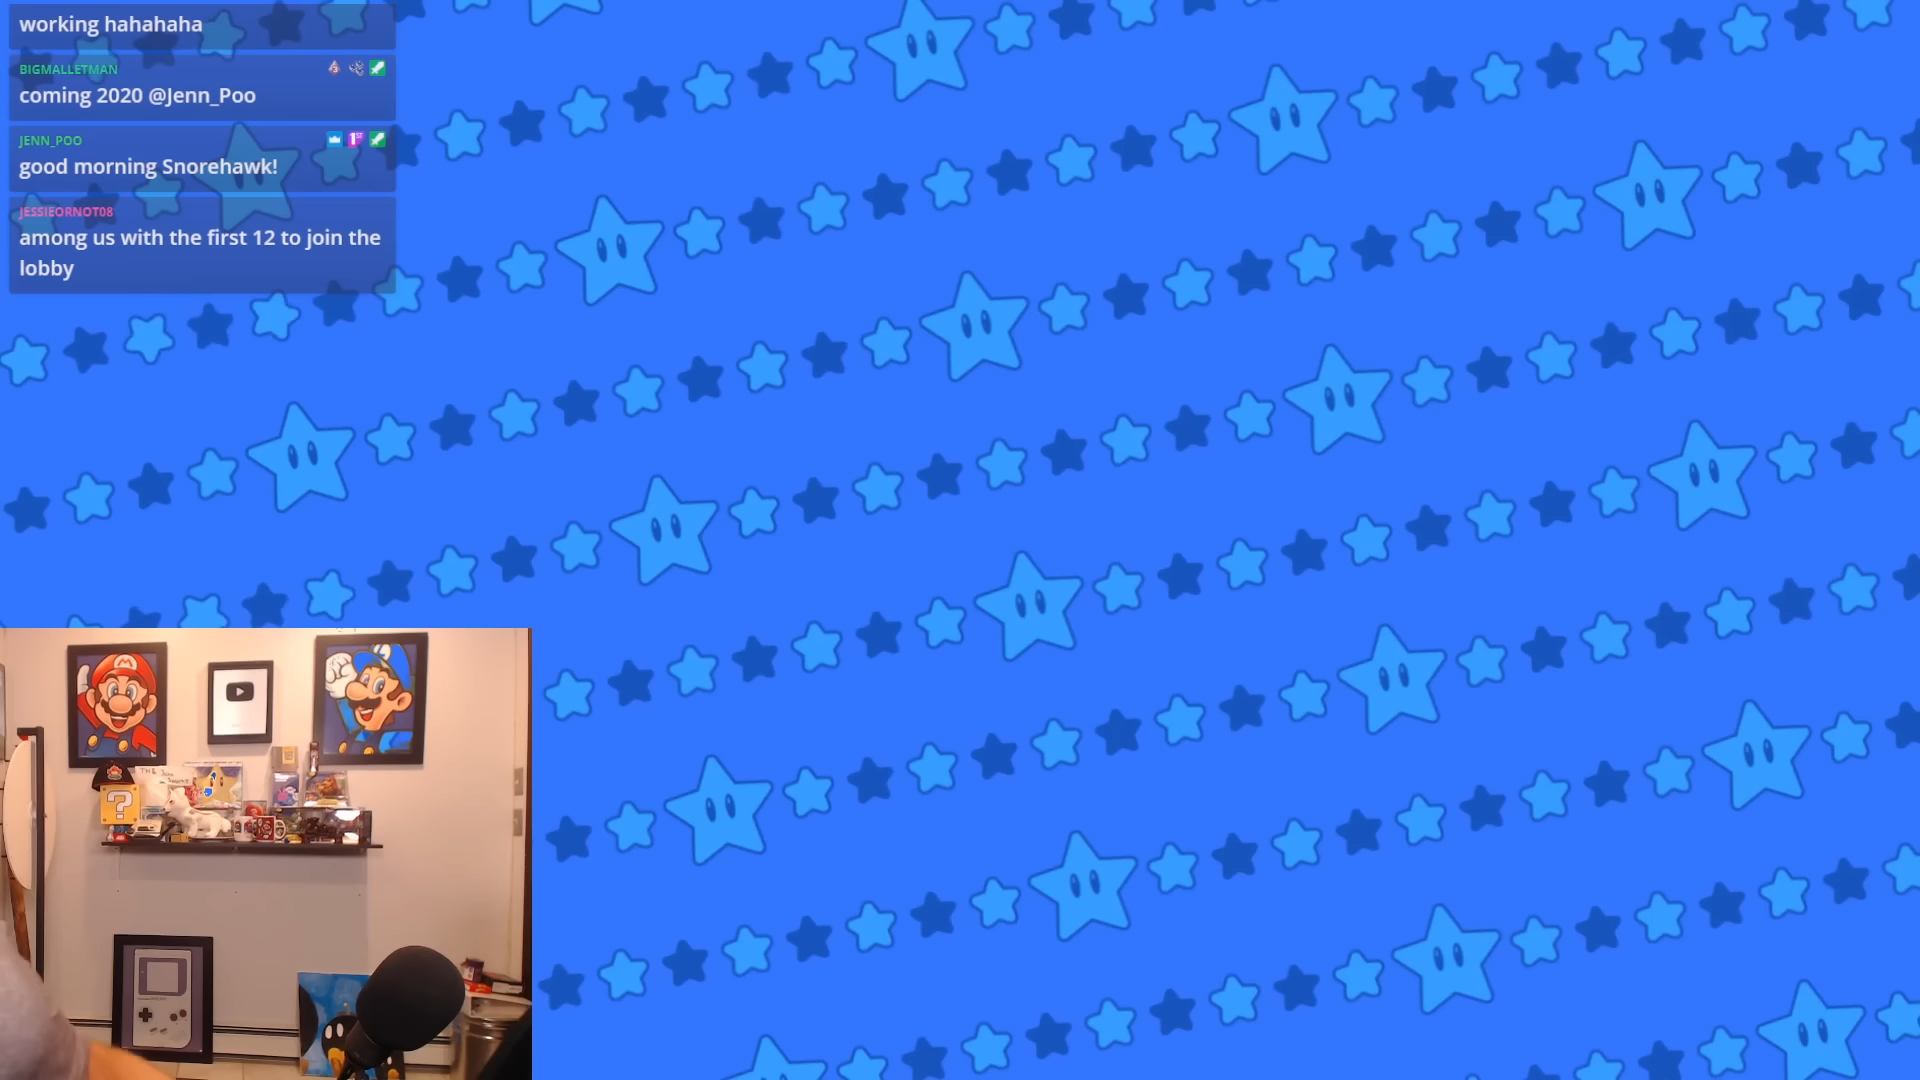 working hahahaha
BIGMALLETMAN
coming 2020 @Jenn_Poo
JENN_POO
good morning Snorehawk!
JESSIEORNOT08
among us with the first 12 to join the
lobby